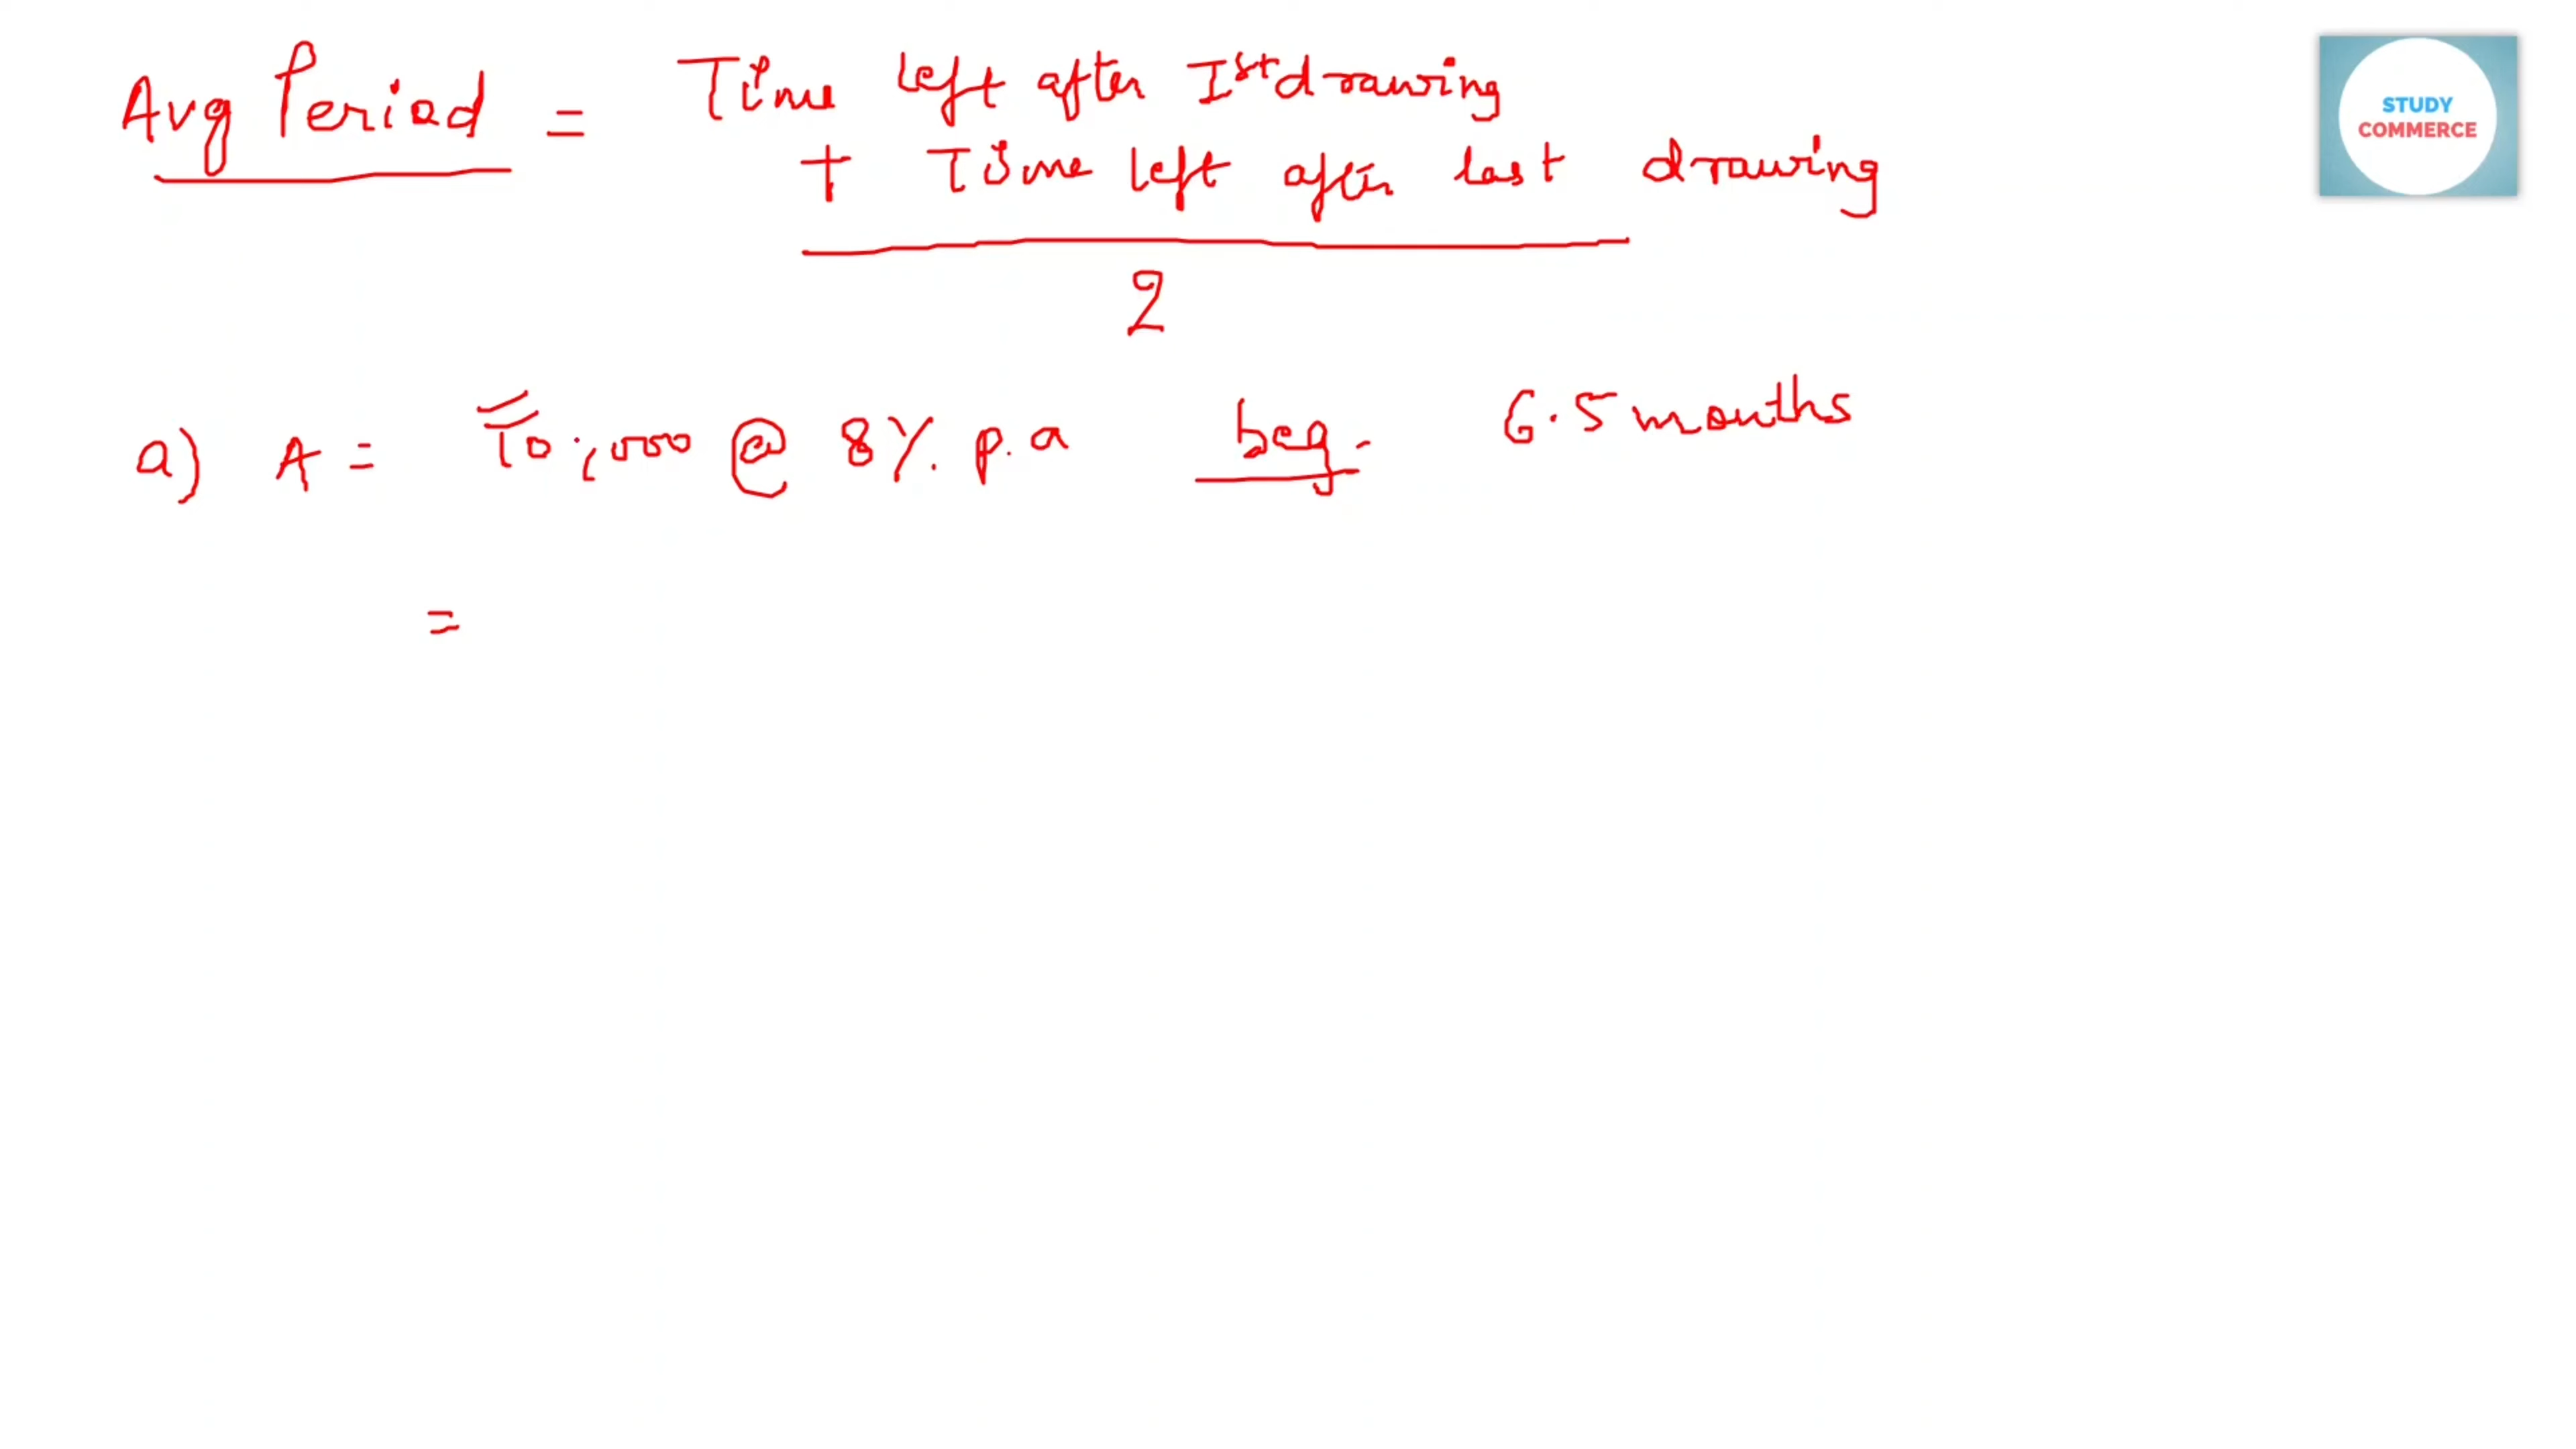 Avg Period = Time left after Ist drawing
+ Time left after last drawing
2
a) A = 10,000 @ 8%. p.a beg. 6.5 months
=
STUDY
COMMERCE